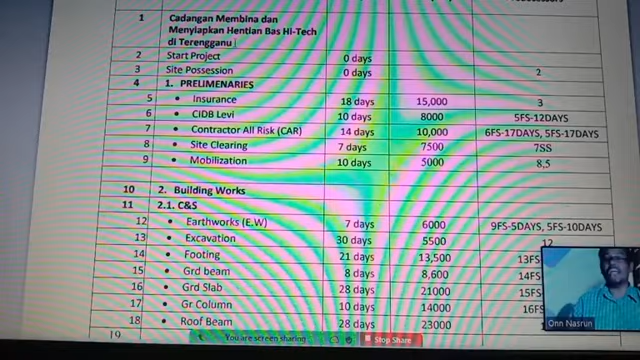 1 Cadangan Membina dan
Menyiapkan Hentian Bas Hi-Tech
di Terengganu
2 Start Project 0 days
3 Site Possession 0 days 2
4 1. PRELIMENARIES
5 • Insurance 18 days 15,000 3
6 • CIDB Levi 10 days 8000 5FS-12DAYS
7 • Contractor All Risk (CAR) 14 days 10,000 6FS-17DAYS, 5FS-17DAYS
8 • Site Clearing 7 days 7500 7SS
9 • Mobilization 10 days 5000 8,5
10 2. Building Works
11 2.1. C&S
12 • Earthworks (E.W) 7 days 6000 9FS-5DAYS, 5FS-10DAYS
13 • Excavation 30 days 5500 12
14 • Footing 21 days 13,500 13FS
15 • Grd beam 8 days 8,600 14FS
16 • Grd Slab 28 days 21000 15FS
17 • Gr Column 10 days 14000 16FS
18 • Roof Beam 28 days 23000
19
Onn Nasrun
You are screen sharing Stop Share